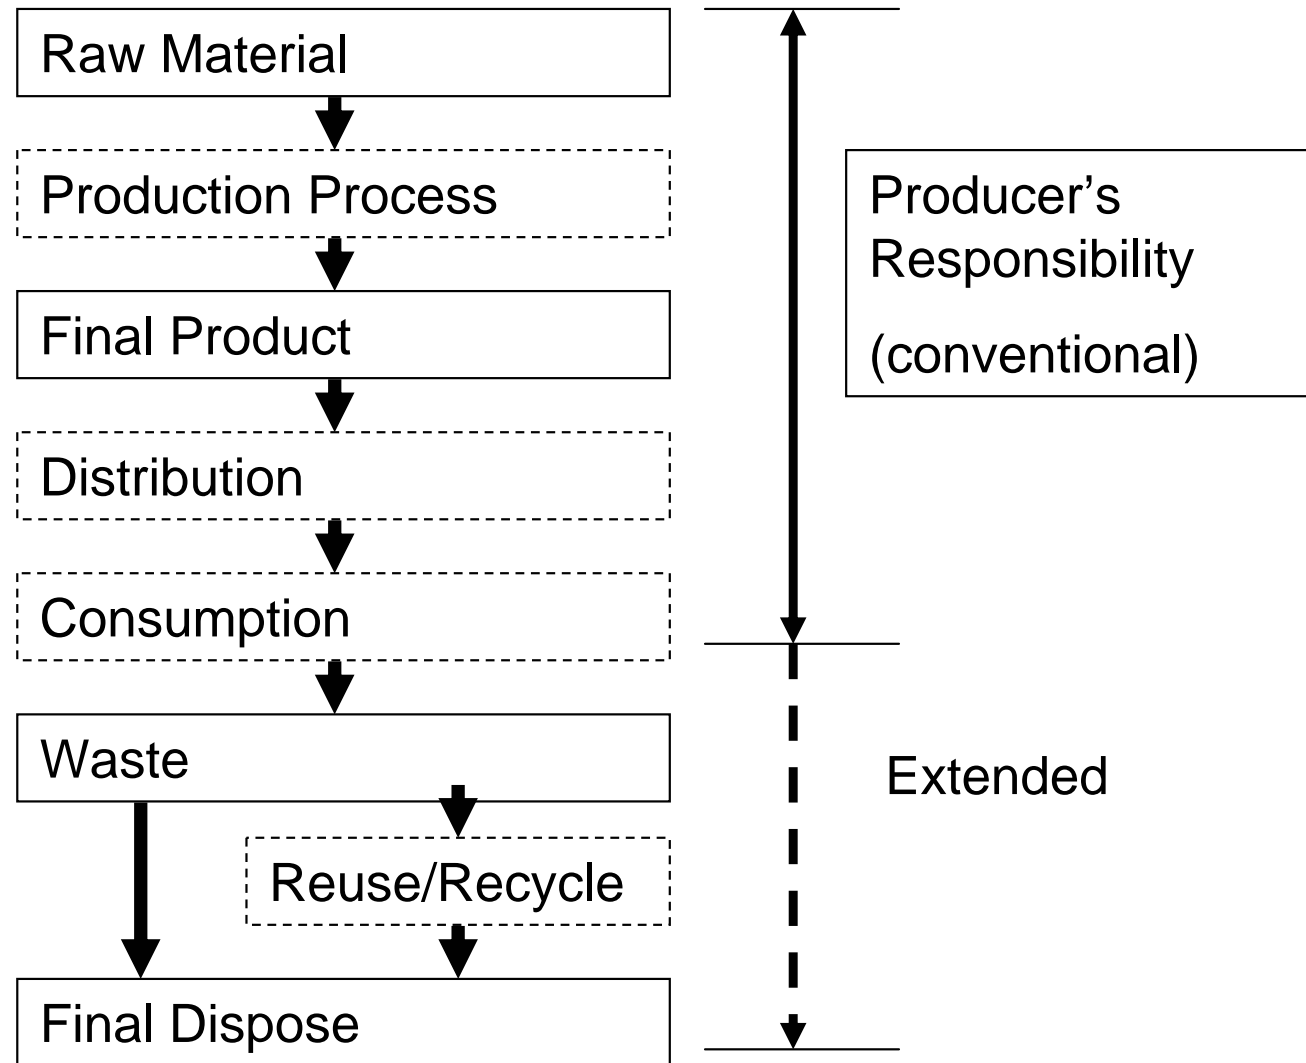 Raw Material
Production Process
Final Product
Distribution
Consumption
Waste
Reuse/Recycle
Final Dispose
Producer’s
Responsibility
(conventional)
Extended